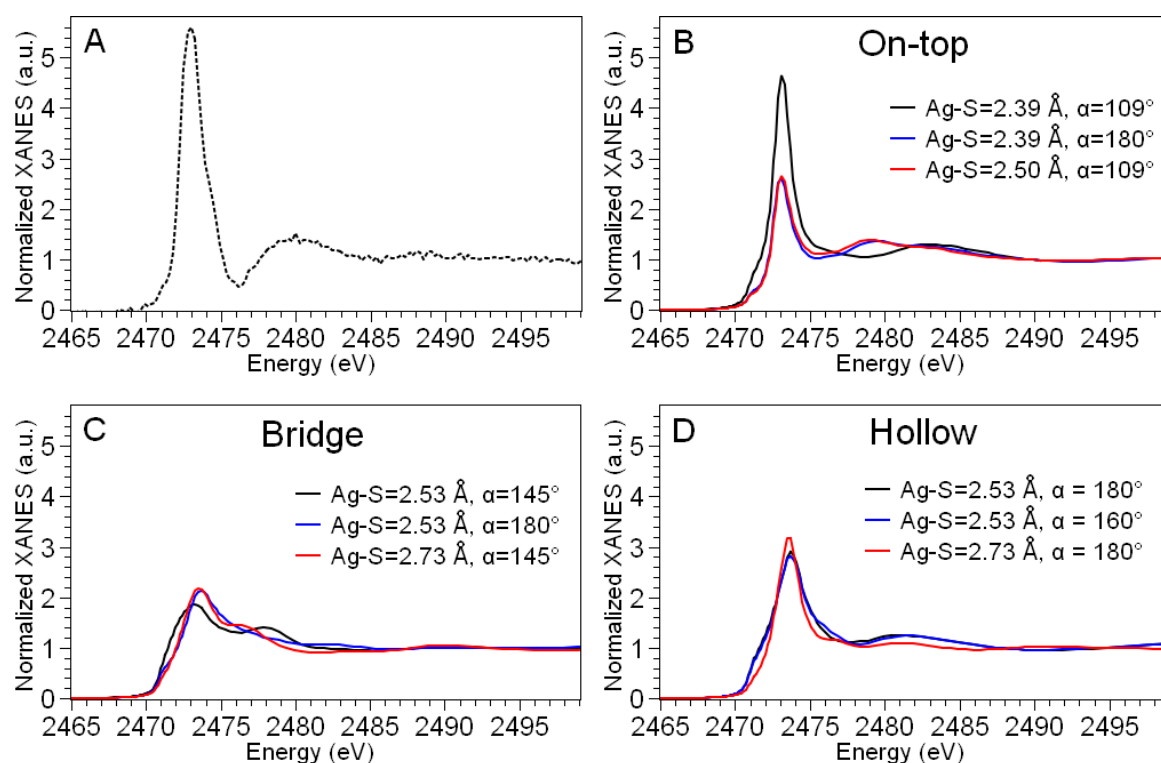 A
Normalized XANES (a.u.)
5
4
3
2
1
0
2465 2470 2475 2480 2485 2490 2495
Energy (eV)
B
On-top
Normalized XANES (a.u.)
Ag-S=2.39 Å, α=109°
Ag-S=2.39 Å, α=180°
Ag-S=2.50 Å, α=109°
5
4
3
2
1
0
2465 2470 2475 2480 2485 2490 2495
Energy (eV)
C
Bridge
Normalized XANES (a.u.)
Ag-S=2.53 Å, α=145°
Ag-S=2.53 Å, α=180°
Ag-S=2.73 Å, α=145°
5
4
3
2
1
0
2465 2470 2475 2480 2485 2490 2495
Energy (eV)
D
Hollow
Normalized XANES (a.u.)
Ag-S=2.53 Å, α = 180°
Ag-S=2.53 Å, α = 160°
Ag-S=2.73 Å, α = 180°
5
4
3
2
1
0
2465 2470 2475 2480 2485 2490 2495
Energy (eV)